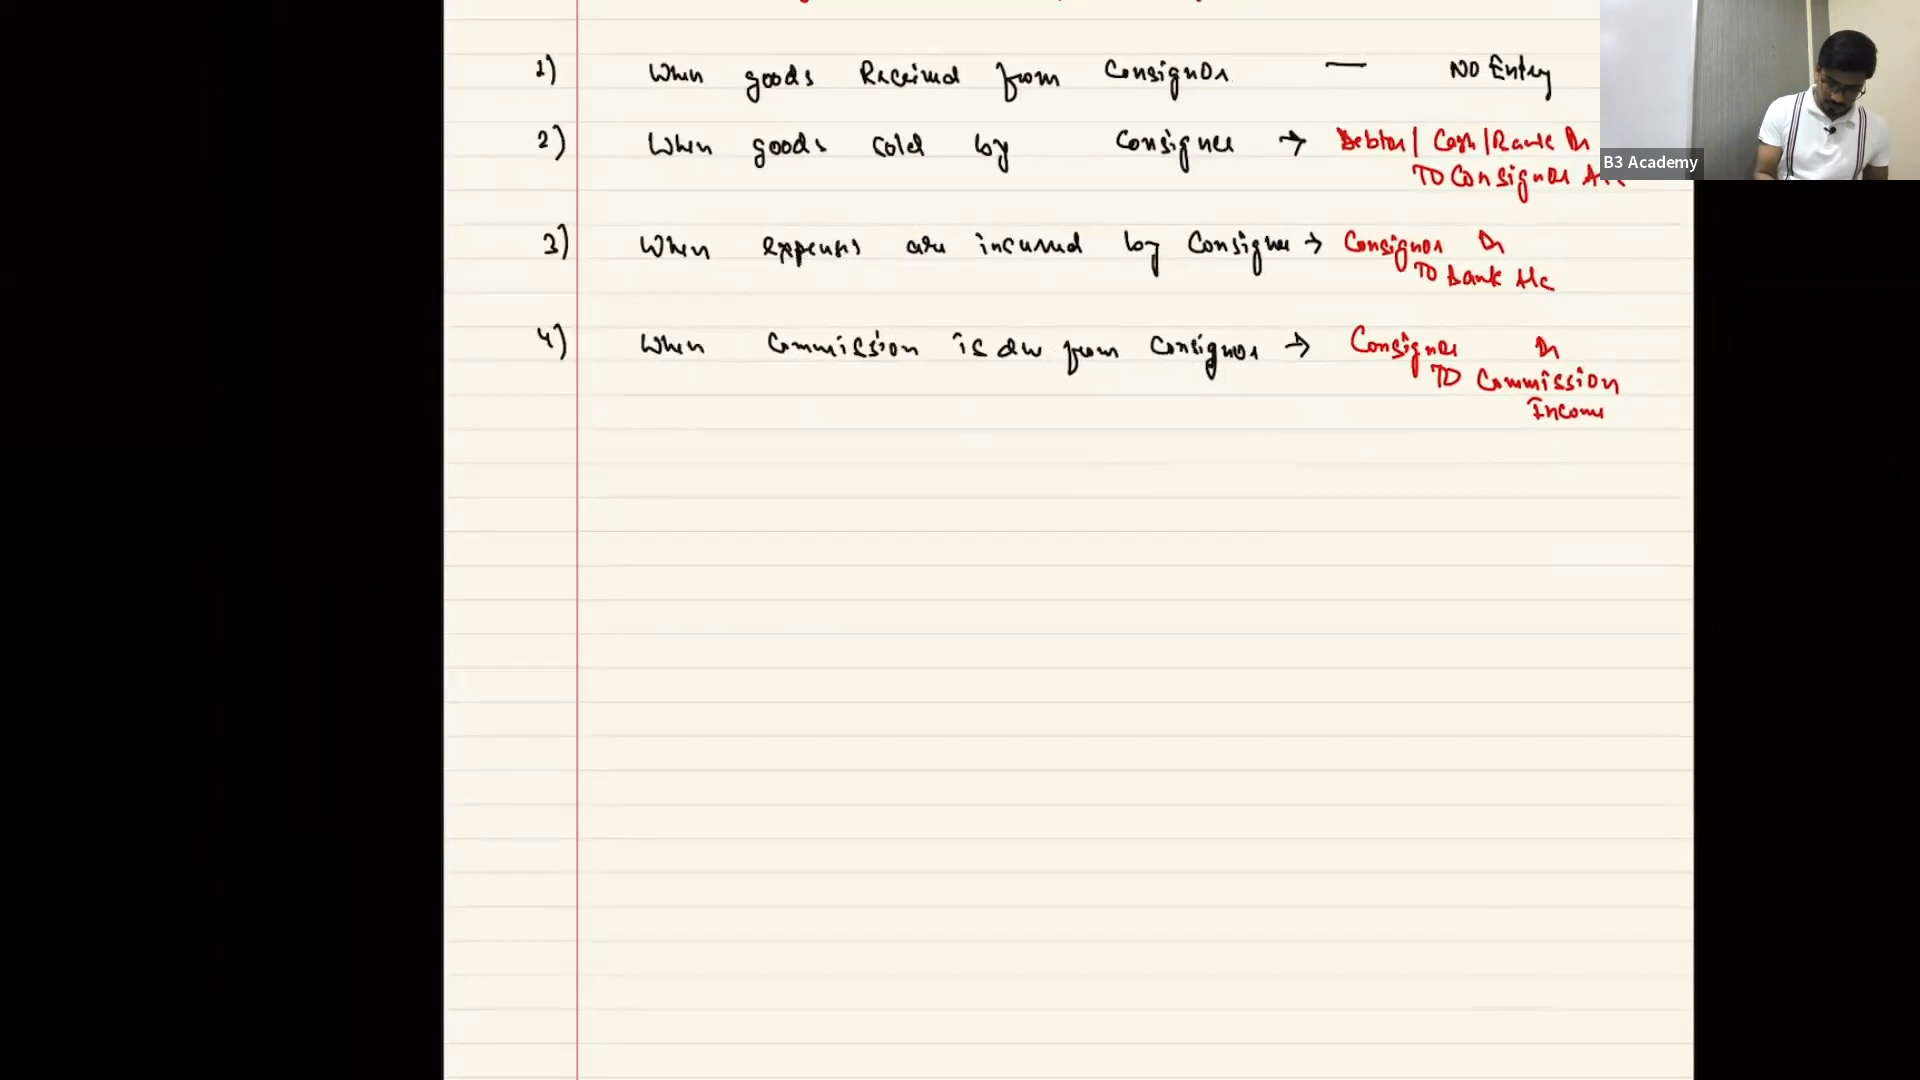 1) When goods Received from Consignor — No Entry
2) When goods sold by Consignee → Debtor / Cash / Bank Dr
To Consignor A/c
B3 Academy
3) When expenses are incurred by Consignee → Consignor Dr
To Bank A/c
4) When Commission is due from Consignor → Consignor Dr
To Commission
Income